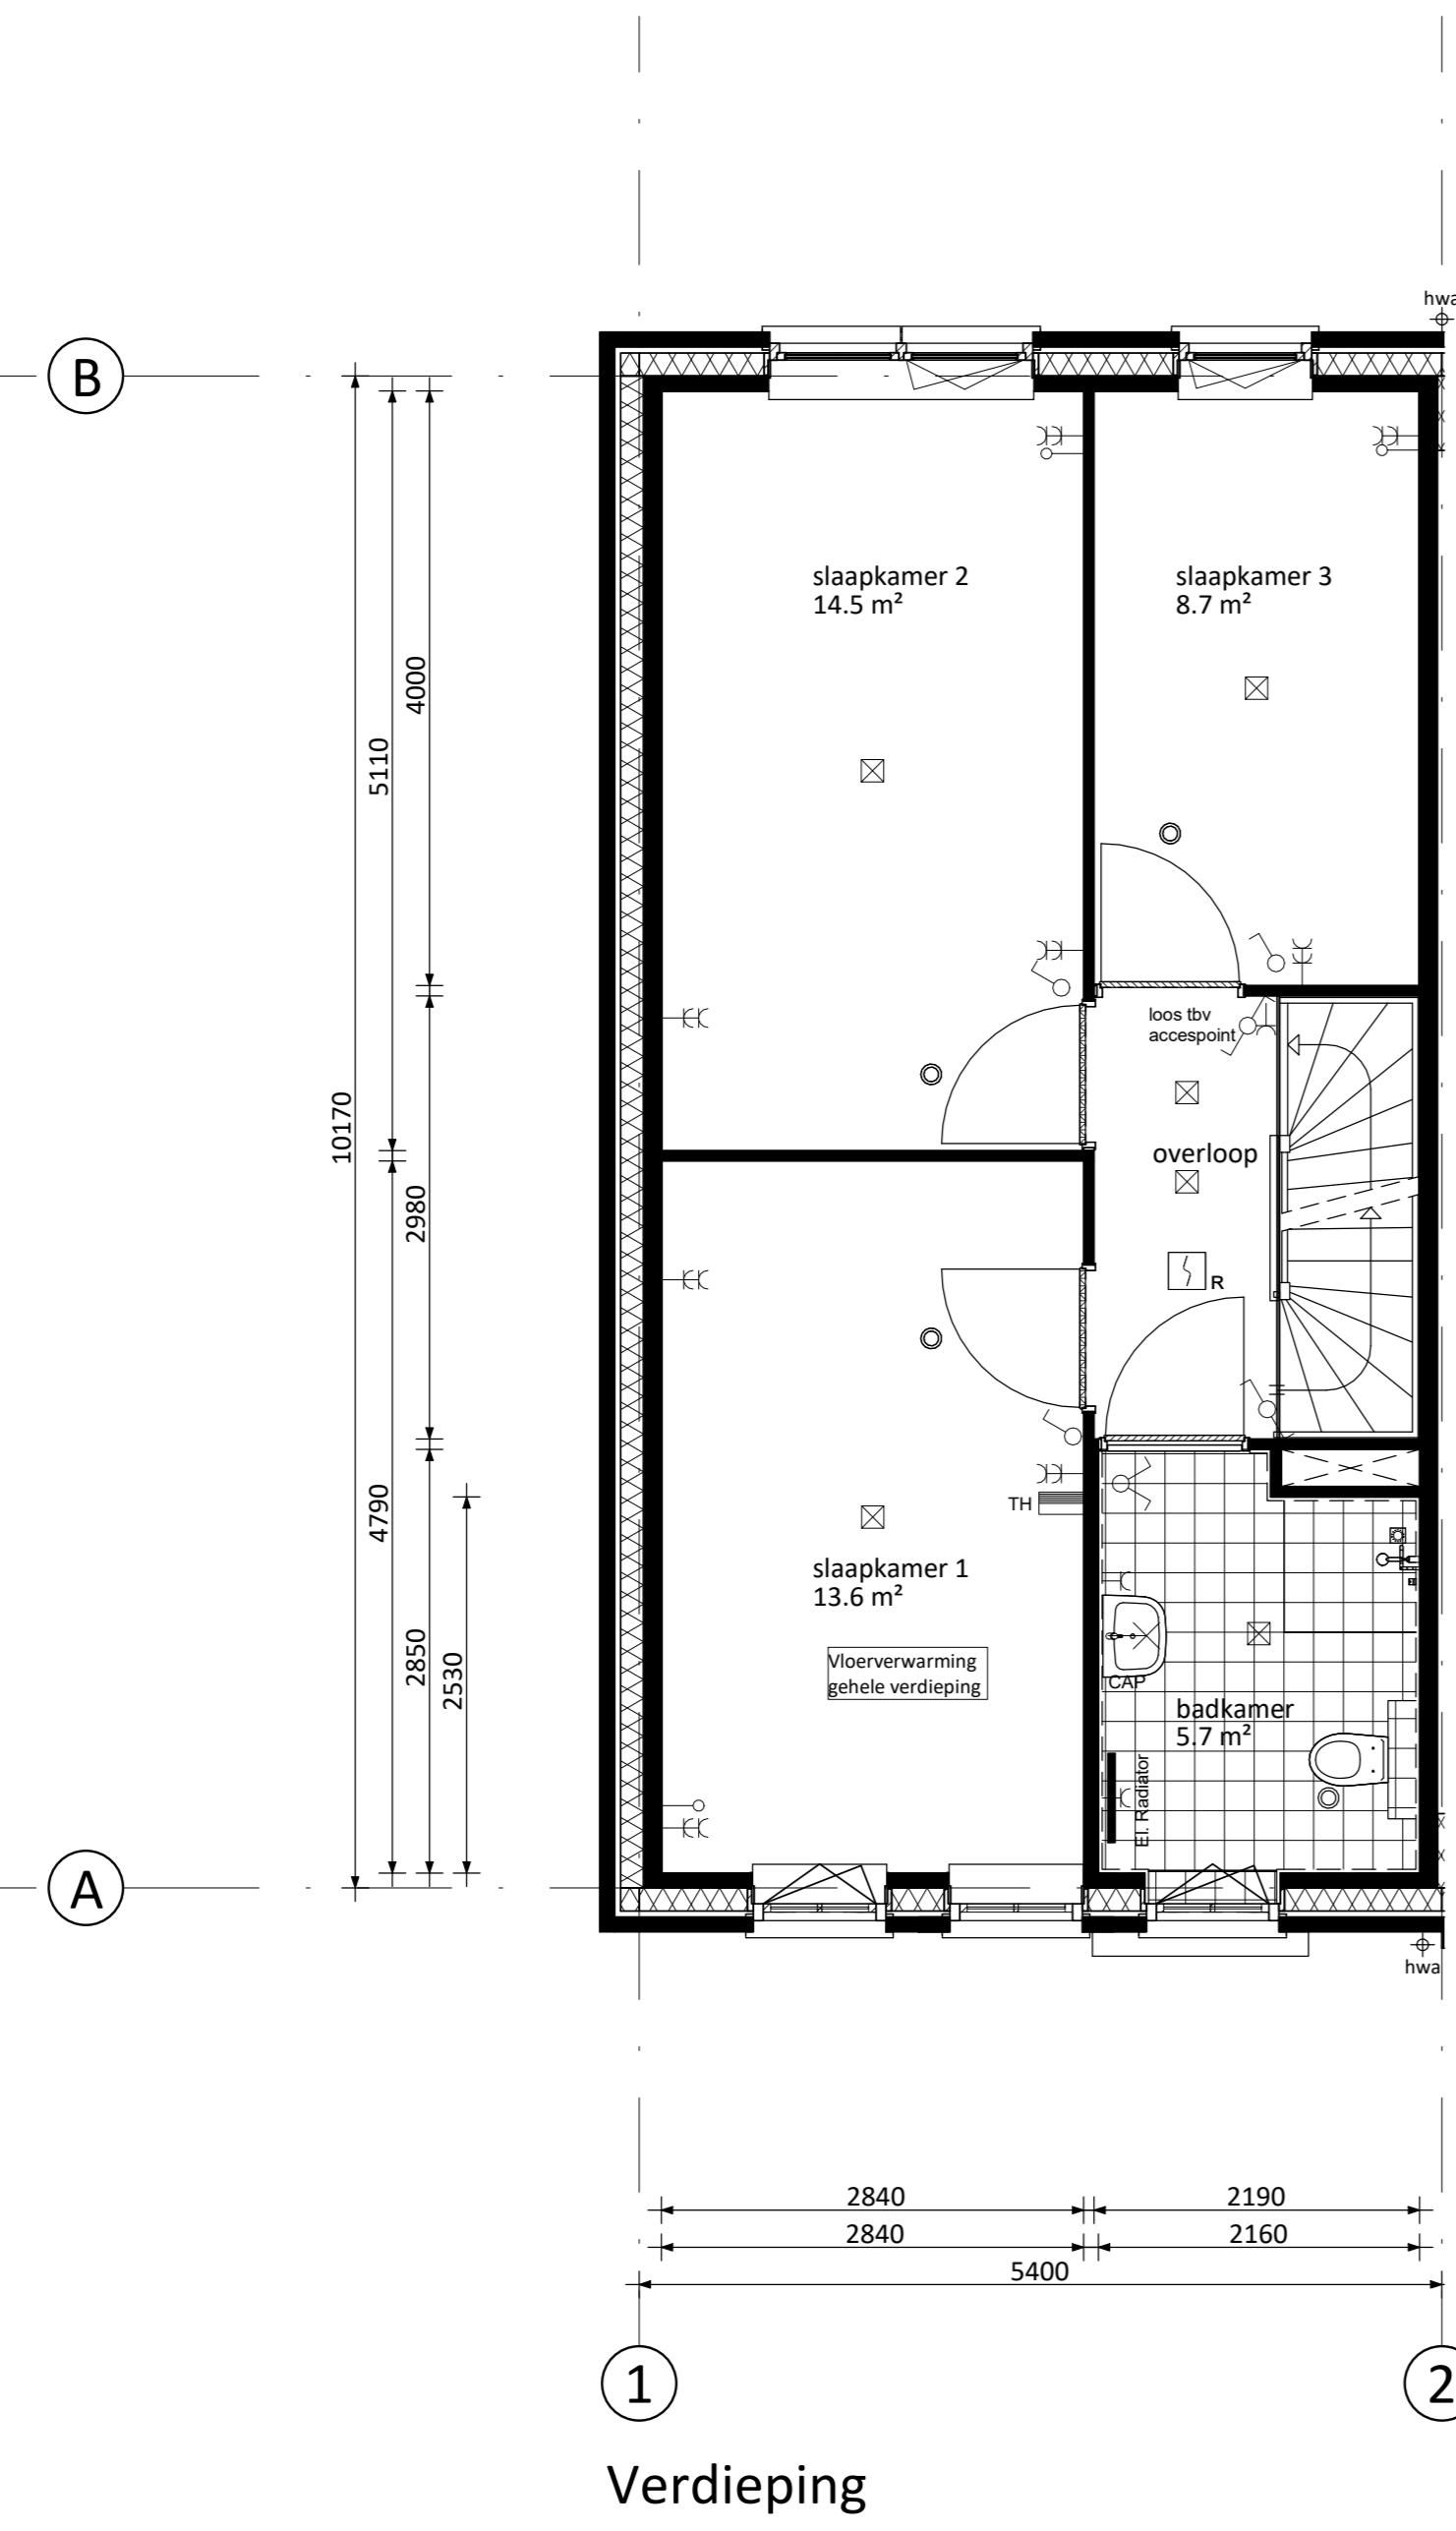 hwa
B
slaapkamer 2
14.5 m²
slaapkamer 3
8.7 m²
4000
5110
loos tbv
accespoint
10170
overloop
2980
R
TH
4790
slaapkamer 1
13.6 m²
2850
2530
Vloerverwarming
gehele verdieping
CAP
badkamer
5.7 m²
El. Radiator
A
hwa
2840
2190
2840
2160
5400
1
2
Verdieping